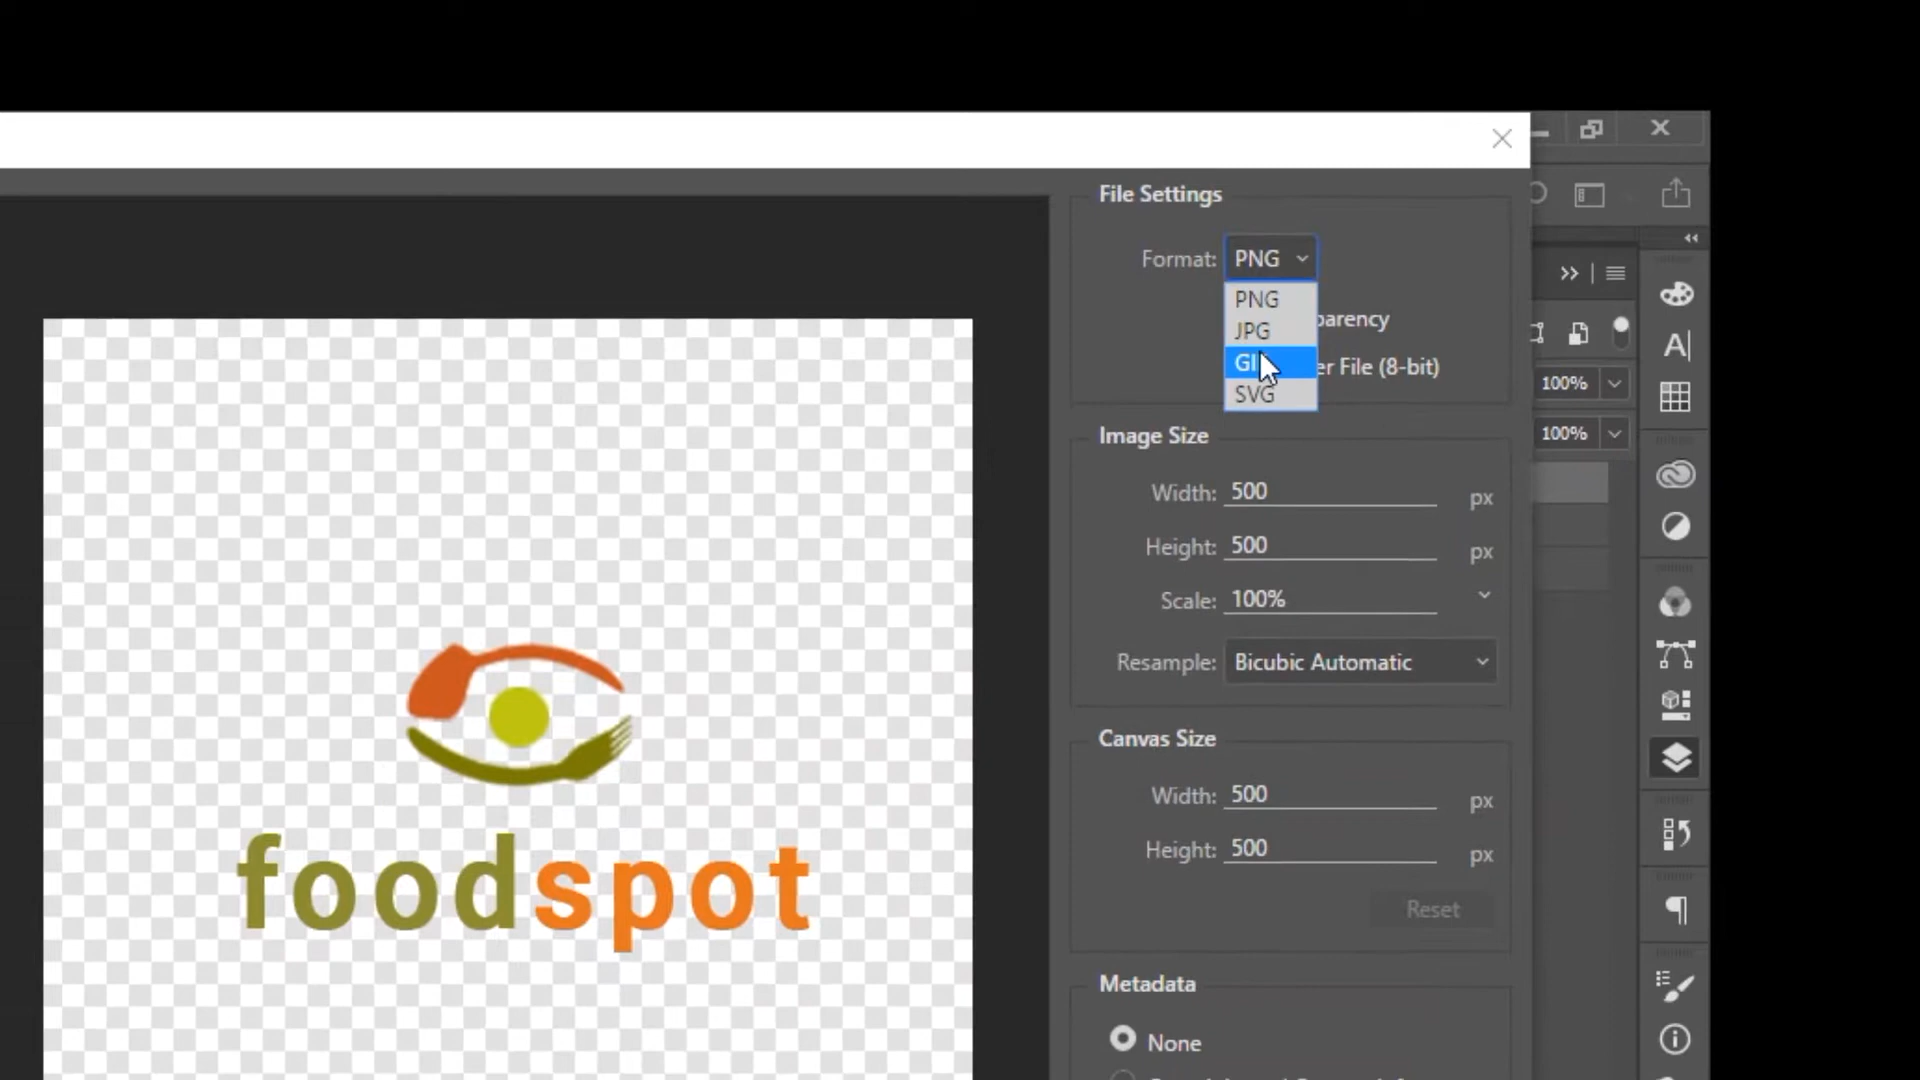 File Settings
Format: PNG
PNG
JPG
SVG
parency
er File (8-bit)
100%
100%
Image Size
Width: 500 px
Height: 500 px
Scale: 100%
Resample: Bicubic Automatic
Canvas Size
Width: 500 px
Height: 500 px
Reset
Metadata
None
foodspot